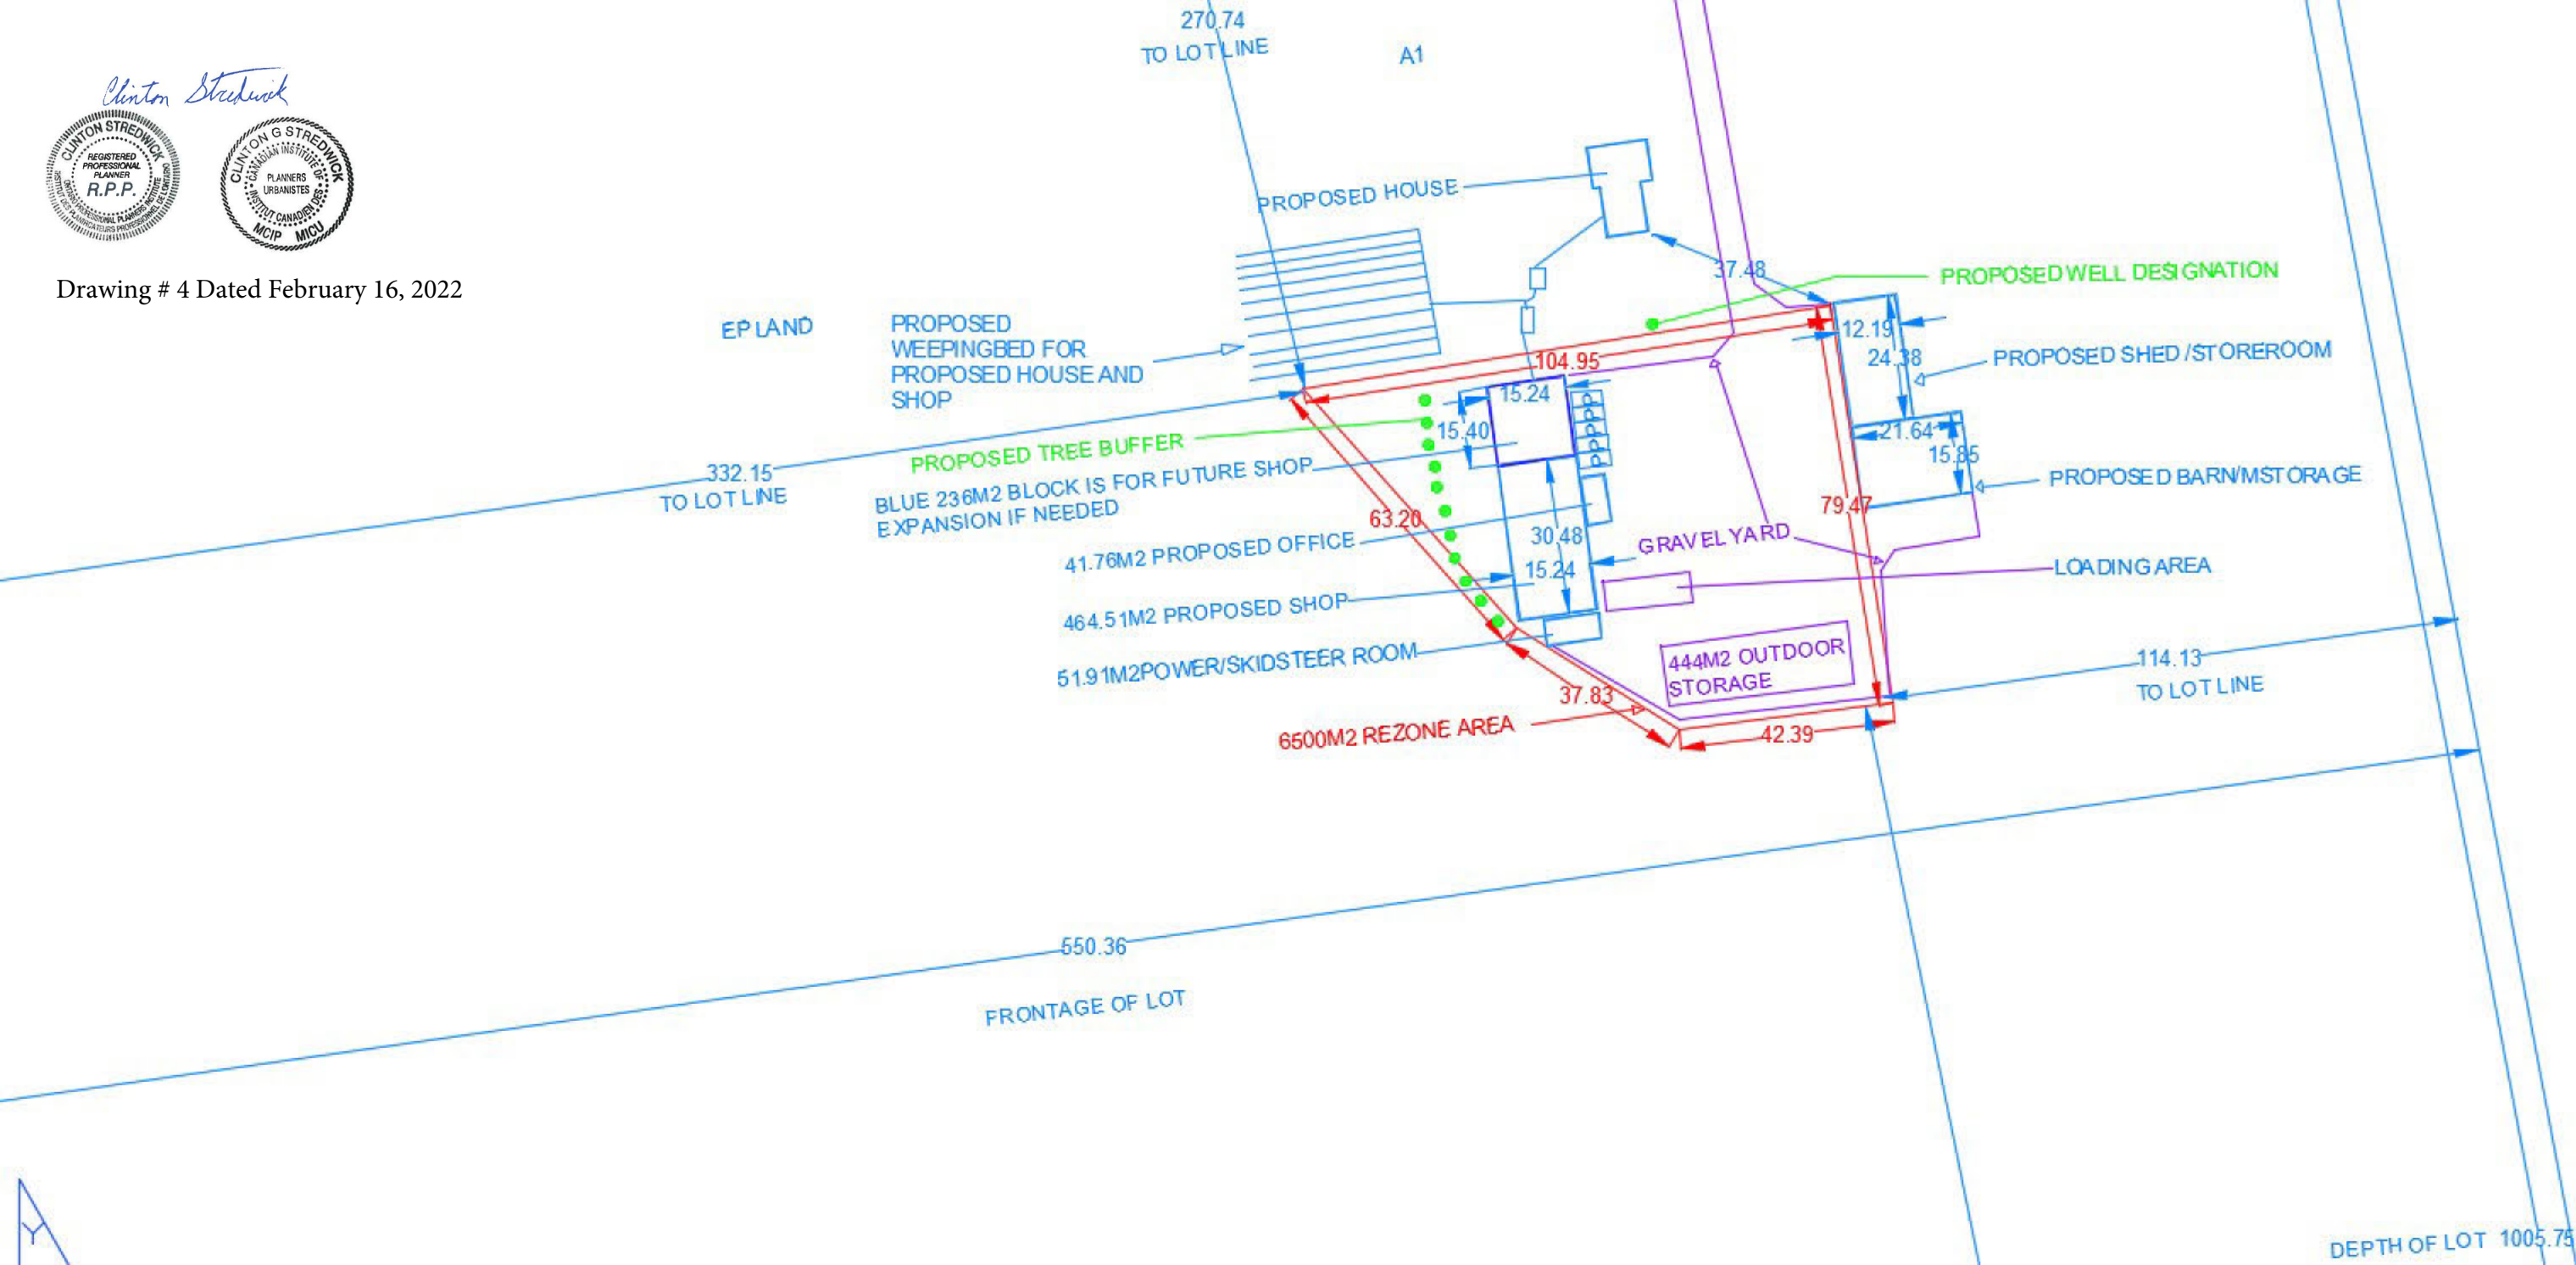 270.74
TO LOT LINE
A1
Clinton Stredwick
CLINTON STREDWICK
REGISTERED
PROFESSIONAL
PLANNER
R.P.P.
CLINTON G STREDWICK
CANADIAN INSTITUTE OF
PLANNERS
URBANISTES
INSTITUT CANADIEN DES
MCIP MICU
Drawing # 4 Dated February 16, 2022
PROPOSED HOUSE
37.48
PROPOSED WELL DESIGNATION
EP LAND
PROPOSED
WEEPINGBED FOR
PROPOSED HOUSE AND
SHOP
104.95
12.19
24.38
PROPOSED SHED /STOREROOM
15.24
15.40
PPPPP
21.64
15.85
PROPOSED BARN/MSTORAGE
PROPOSED TREE BUFFER
332.15
TO LOT LINE
BLUE 236M2 BLOCK IS FOR FUTURE SHOP
EXPANSION IF NEEDED
63.20
79.47
41.76M2 PROPOSED OFFICE
30.48
GRAVEL YARD
15.24
LOADING AREA
464.51M2 PROPOSED SHOP
51.91M2POWER/SKIDSTEER ROOM
444M2 OUTDOOR
STORAGE
114.13
TO LOT LINE
37.83
6500M2 REZONE AREA
42.39
550.36
FRONTAGE OF LOT
Y
DEPTH OF LOT 1005.75